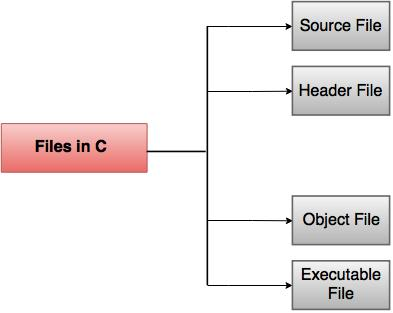 Source File
Header File
Files in C
Object File
Executable
File